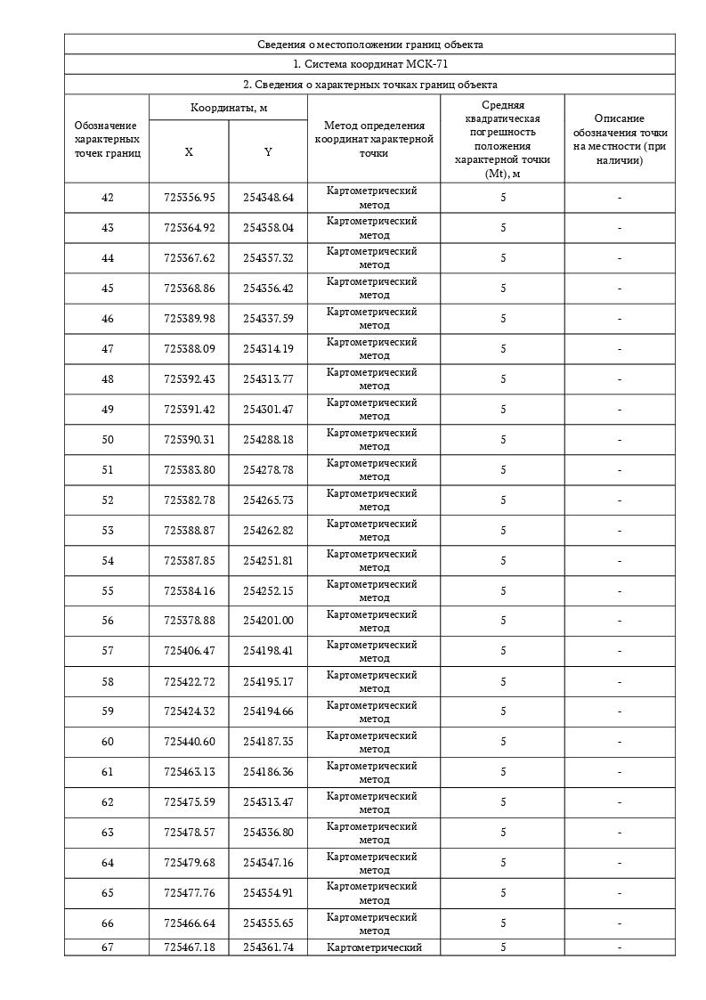 Сведения о местоположении границ объекта
1. Система координат МСК-71
2. Сведения о характерных точках границ объекта
Обозначение
характерных
точек границ
Координаты, м
X
Y
Метод определения
координат характерной
точки
Средняя
квадратическая
погрешность
положения
характерной точки
(Mt), м
Описание
обозначения точки
на местности (при
наличии)
42 725356.95 254348.64 Картометрический
метод 5 -
43 725364.92 254358.04 Картометрический
метод 5 -
44 725367.62 254357.32 Картометрический
метод 5 -
45 725368.86 254356.42 Картометрический
метод 5 -
46 725389.98 254337.59 Картометрический
метод 5 -
47 725388.09 254314.19 Картометрический
метод 5 -
48 725392.43 254313.77 Картометрический
метод 5 -
49 725391.42 254301.47 Картометрический
метод 5 -
50 725390.31 254288.18 Картометрический
метод 5 -
51 725383.80 254278.78 Картометрический
метод 5 -
52 725382.78 254265.73 Картометрический
метод 5 -
53 725388.87 254262.82 Картометрический
метод 5 -
54 725387.85 254251.81 Картометрический
метод 5 -
55 725384.16 254252.15 Картометрический
метод 5 -
56 725378.88 254201.00 Картометрический
метод 5 -
57 725406.47 254198.41 Картометрический
метод 5 -
58 725422.72 254195.17 Картометрический
метод 5 -
59 725424.32 254194.66 Картометрический
метод 5 -
60 725440.60 254187.35 Картометрический
метод 5 -
61 725463.13 254186.36 Картометрический
метод 5 -
62 725475.59 254313.47 Картометрический
метод 5 -
63 725478.57 254336.80 Картометрический
метод 5 -
64 725479.68 254347.16 Картометрический
метод 5 -
65 725477.76 254354.91 Картометрический
метод 5 -
66 725466.64 254355.65 Картометрический
метод 5 -
67 725467.18 254361.74 Картометрический 5 -